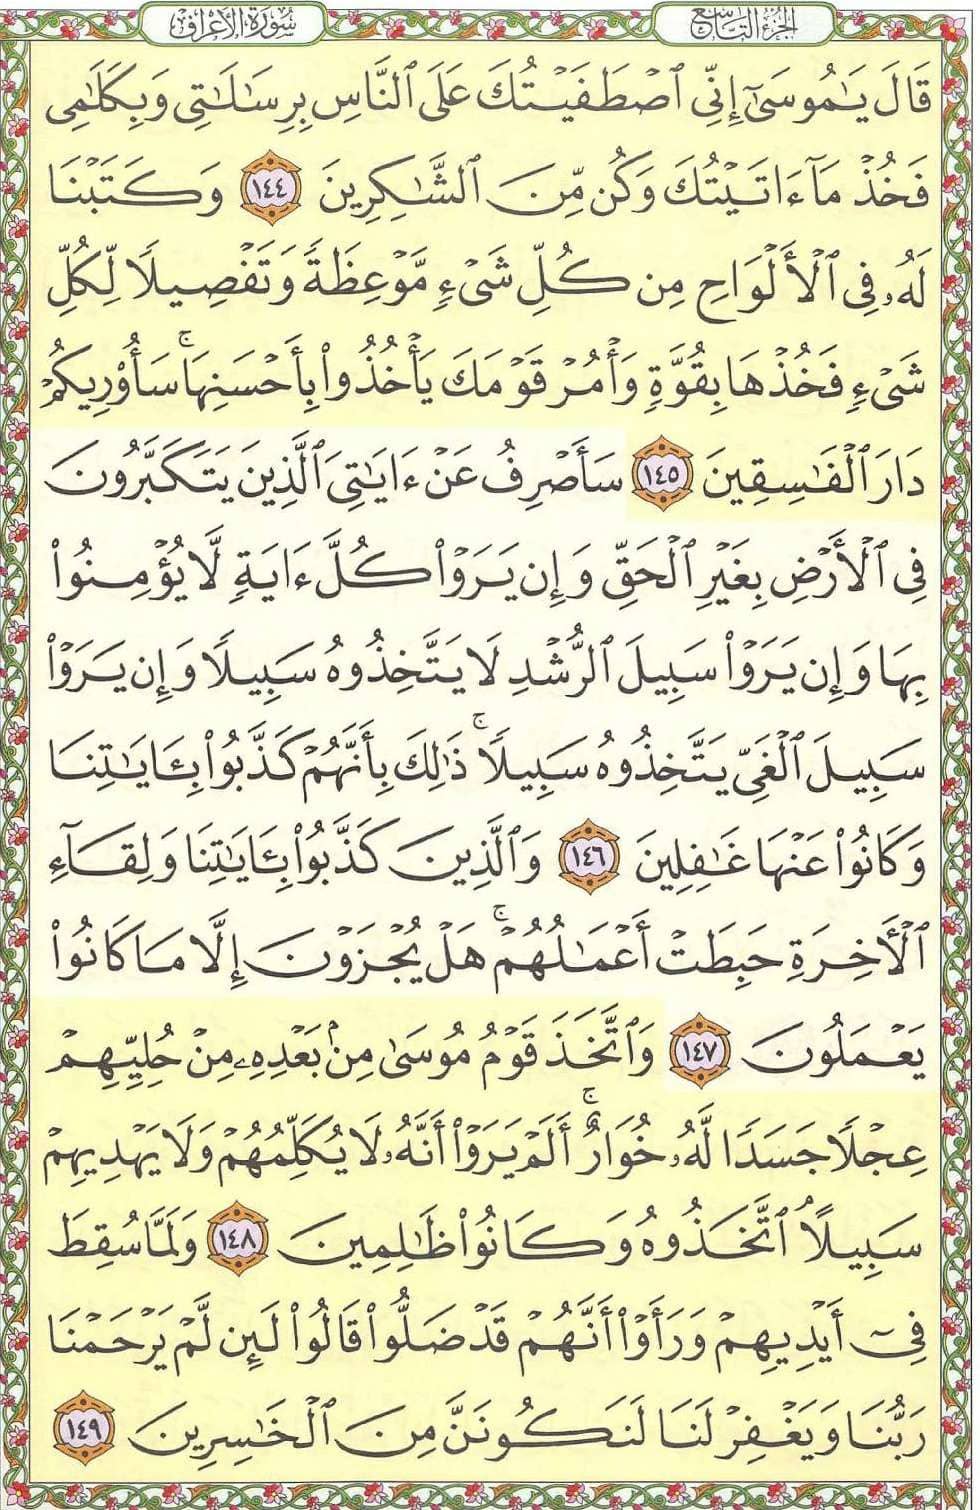 الجزء التاسع
سورة الأعراف
قَالَ يَٰمُوسَىٰٓ إِنِّى ٱصْطَفَيْتُكَ عَلَى ٱلنَّاسِ بِرِسَٰلَٰتِى وَبِكَلَٰمِى
فَخُذْ مَآ ءَاتَيْتُكَ وَكُن مِّنَ ٱلشَّٰكِرِينَ ١٤٤ وَكَتَبْنَا
لَهُۥ فِى ٱلْأَلْوَاحِ مِن كُلِّ شَىْءٍ مَّوْعِظَةً وَتَفْصِيلًا لِّكُلِّ
شَىْءٍ فَخُذْهَا بِقُوَّةٍ وَأْمُرْ قَوْمَكَ يَأْخُذُوا۟ بِأَحْسَنِهَا ۚ سَأُو۟رِيكُمْ
دَارَ ٱلْفَٰسِقِينَ ١٤٥ سَأَصْرِفُ عَنْ ءَايَٰتِىَ ٱلَّذِينَ يَتَكَبَّرُونَ
فِى ٱلْأَرْضِ بِغَيْرِ ٱلْحَقِّ وَإِن يَرَوْا۟ كُلَّ ءَايَةٍ لَّا يُؤْمِنُوا۟
بِهَا وَإِن يَرَوْا۟ سَبِيلَ ٱلرُّشْدِ لَا يَتَّخِذُوهُ سَبِيلًا وَإِن يَرَوْا۟
سَبِيلَ ٱلْغَىِّ يَتَّخِذُوهُ سَبِيلًا ۚ ذَٰلِكَ بِأَنَّهُمْ كَذَّبُوا۟ بِـَٔايَٰتِنَا
وَكَانُوا۟ عَنْهَا غَٰفِلِينَ ١٤٦ وَٱلَّذِينَ كَذَّبُوا۟ بِـَٔايَٰتِنَا وَلِقَآءِ
ٱلْأَخِرَةِ حَبِطَتْ أَعْمَٰلُهُمْ ۚ هَلْ يُجْزَوْنَ إِلَّا مَا كَانُوا۟
يَعْمَلُونَ ١٤٧ وَٱتَّخَذَ قَوْمُ مُوسَىٰ مِنۢ بَعْدِهِۦ مِنْ حُلِيِّهِمْ
عِجْلًا جَسَدًا لَّهُۥ خُوَارٌ ۚ أَلَمْ يَرَوْا۟ أَنَّهُۥ لَا يُكَلِّمُهُمْ وَلَا يَهْدِيهِمْ
سَبِيلًا ٱتَّخَذُوهُ وَكَانُوا۟ ظَٰلِمِينَ ١٤٨ وَلَمَّا سُقِطَ
فِىٓ أَيْدِيهِمْ وَرَأَوْا۟ أَنَّهُمْ قَدْ ضَلُّوا۟ قَالُوا۟ لَئِن لَّمْ يَرْحَمْنَا
رَبُّنَا وَيَغْفِرْ لَنَا لَنَكُونَنَّ مِنَ ٱلْخَٰسِرِينَ ١٤٩